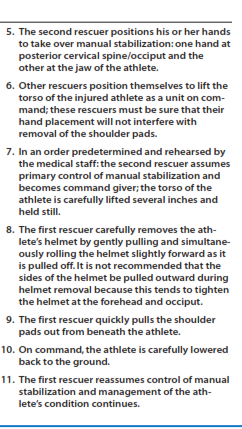 5. The second rescuer positions his or her hands
to take over manual stabilization: one hand at
posterior cervical spine/occiput and the
other at the jaw of the athlete.
6. Other rescuers position themselves to lift the
torso of the injured athlete as a unit on com-
mand; these rescuers must be sure that their
hand placement will not interfere with
removal of the shoulder pads.
7. In an order predetermined and rehearsed by
the medical staff: the second rescuer assumes
primary control of manual stabilization and
becomes command giver; the torso of the
athlete is carefully lifted several inches and
held still.
8. The first rescuer carefully removes the ath-
lete's helmet by gently pulling and simultane-
ously rolling the helmet slightly forward as it
is pulled off. It is not recommended that the
sides of the helmet be pulled outward during
helmet removal because this tends to tighten
the helmet at the forehead and occiput.
9. The first rescuer quickly pulls the shoulder
pads out from beneath the athlete.
10. On command, the athlete is carefully lowered
back to the ground.
11. The first rescuer reassumes control of manual
stabilization and management of the ath-
lete's condition continues.